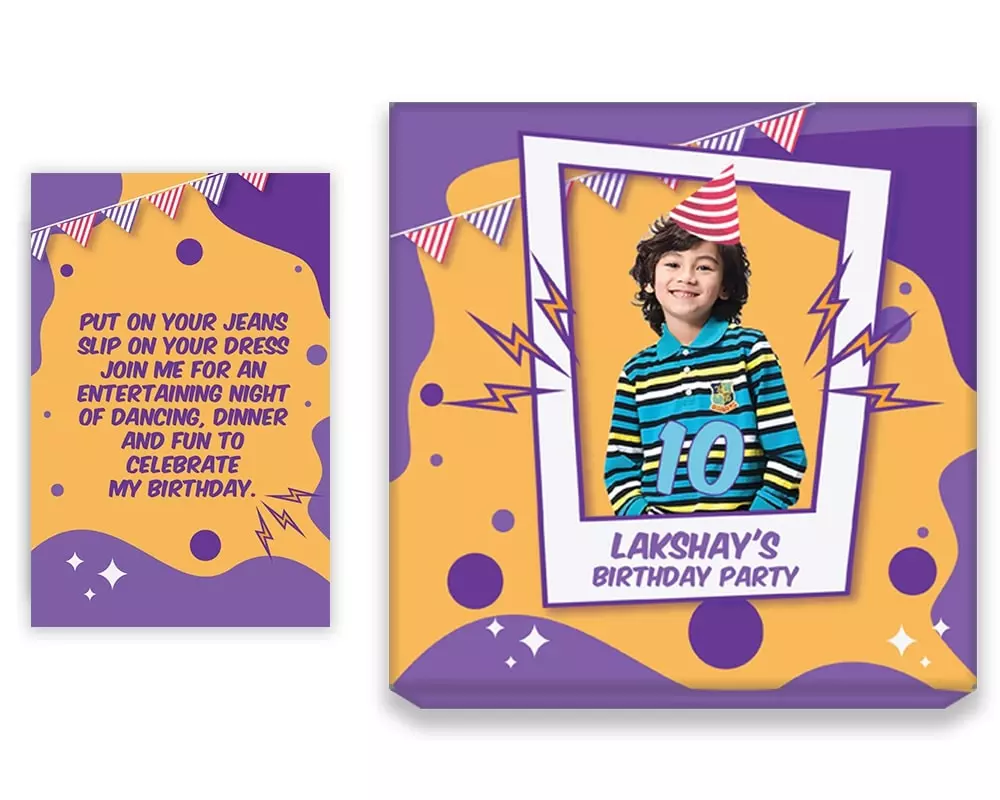 PUT ON YOUR JEANS
SLIP ON YOUR DRESS
JOIN ME FOR AN
ENTERTAINING NIGHT
OF DANCING, DINNER
AND FUN TO
CELEBRATE
MY BIRTHDAY.
10
LAKSHAY'S
BIRTHDAY PARTY